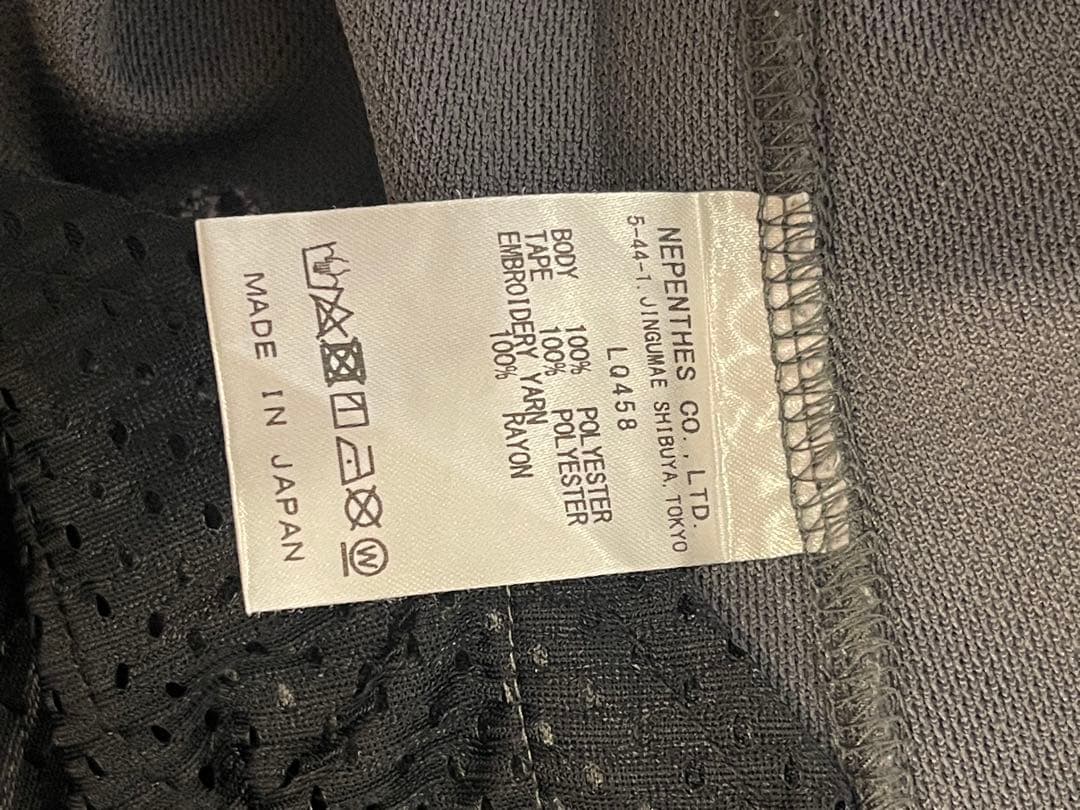 NEPENTHES CO.,LTD.
5-44-1, JINGUMAE SHIBUYA,TOKYO
LQ458
BODY 100% POLYESTER
TAPE 100% POLYESTER
EMBROIDERY YARN
100% RAYON
W
MADE IN JAPAN